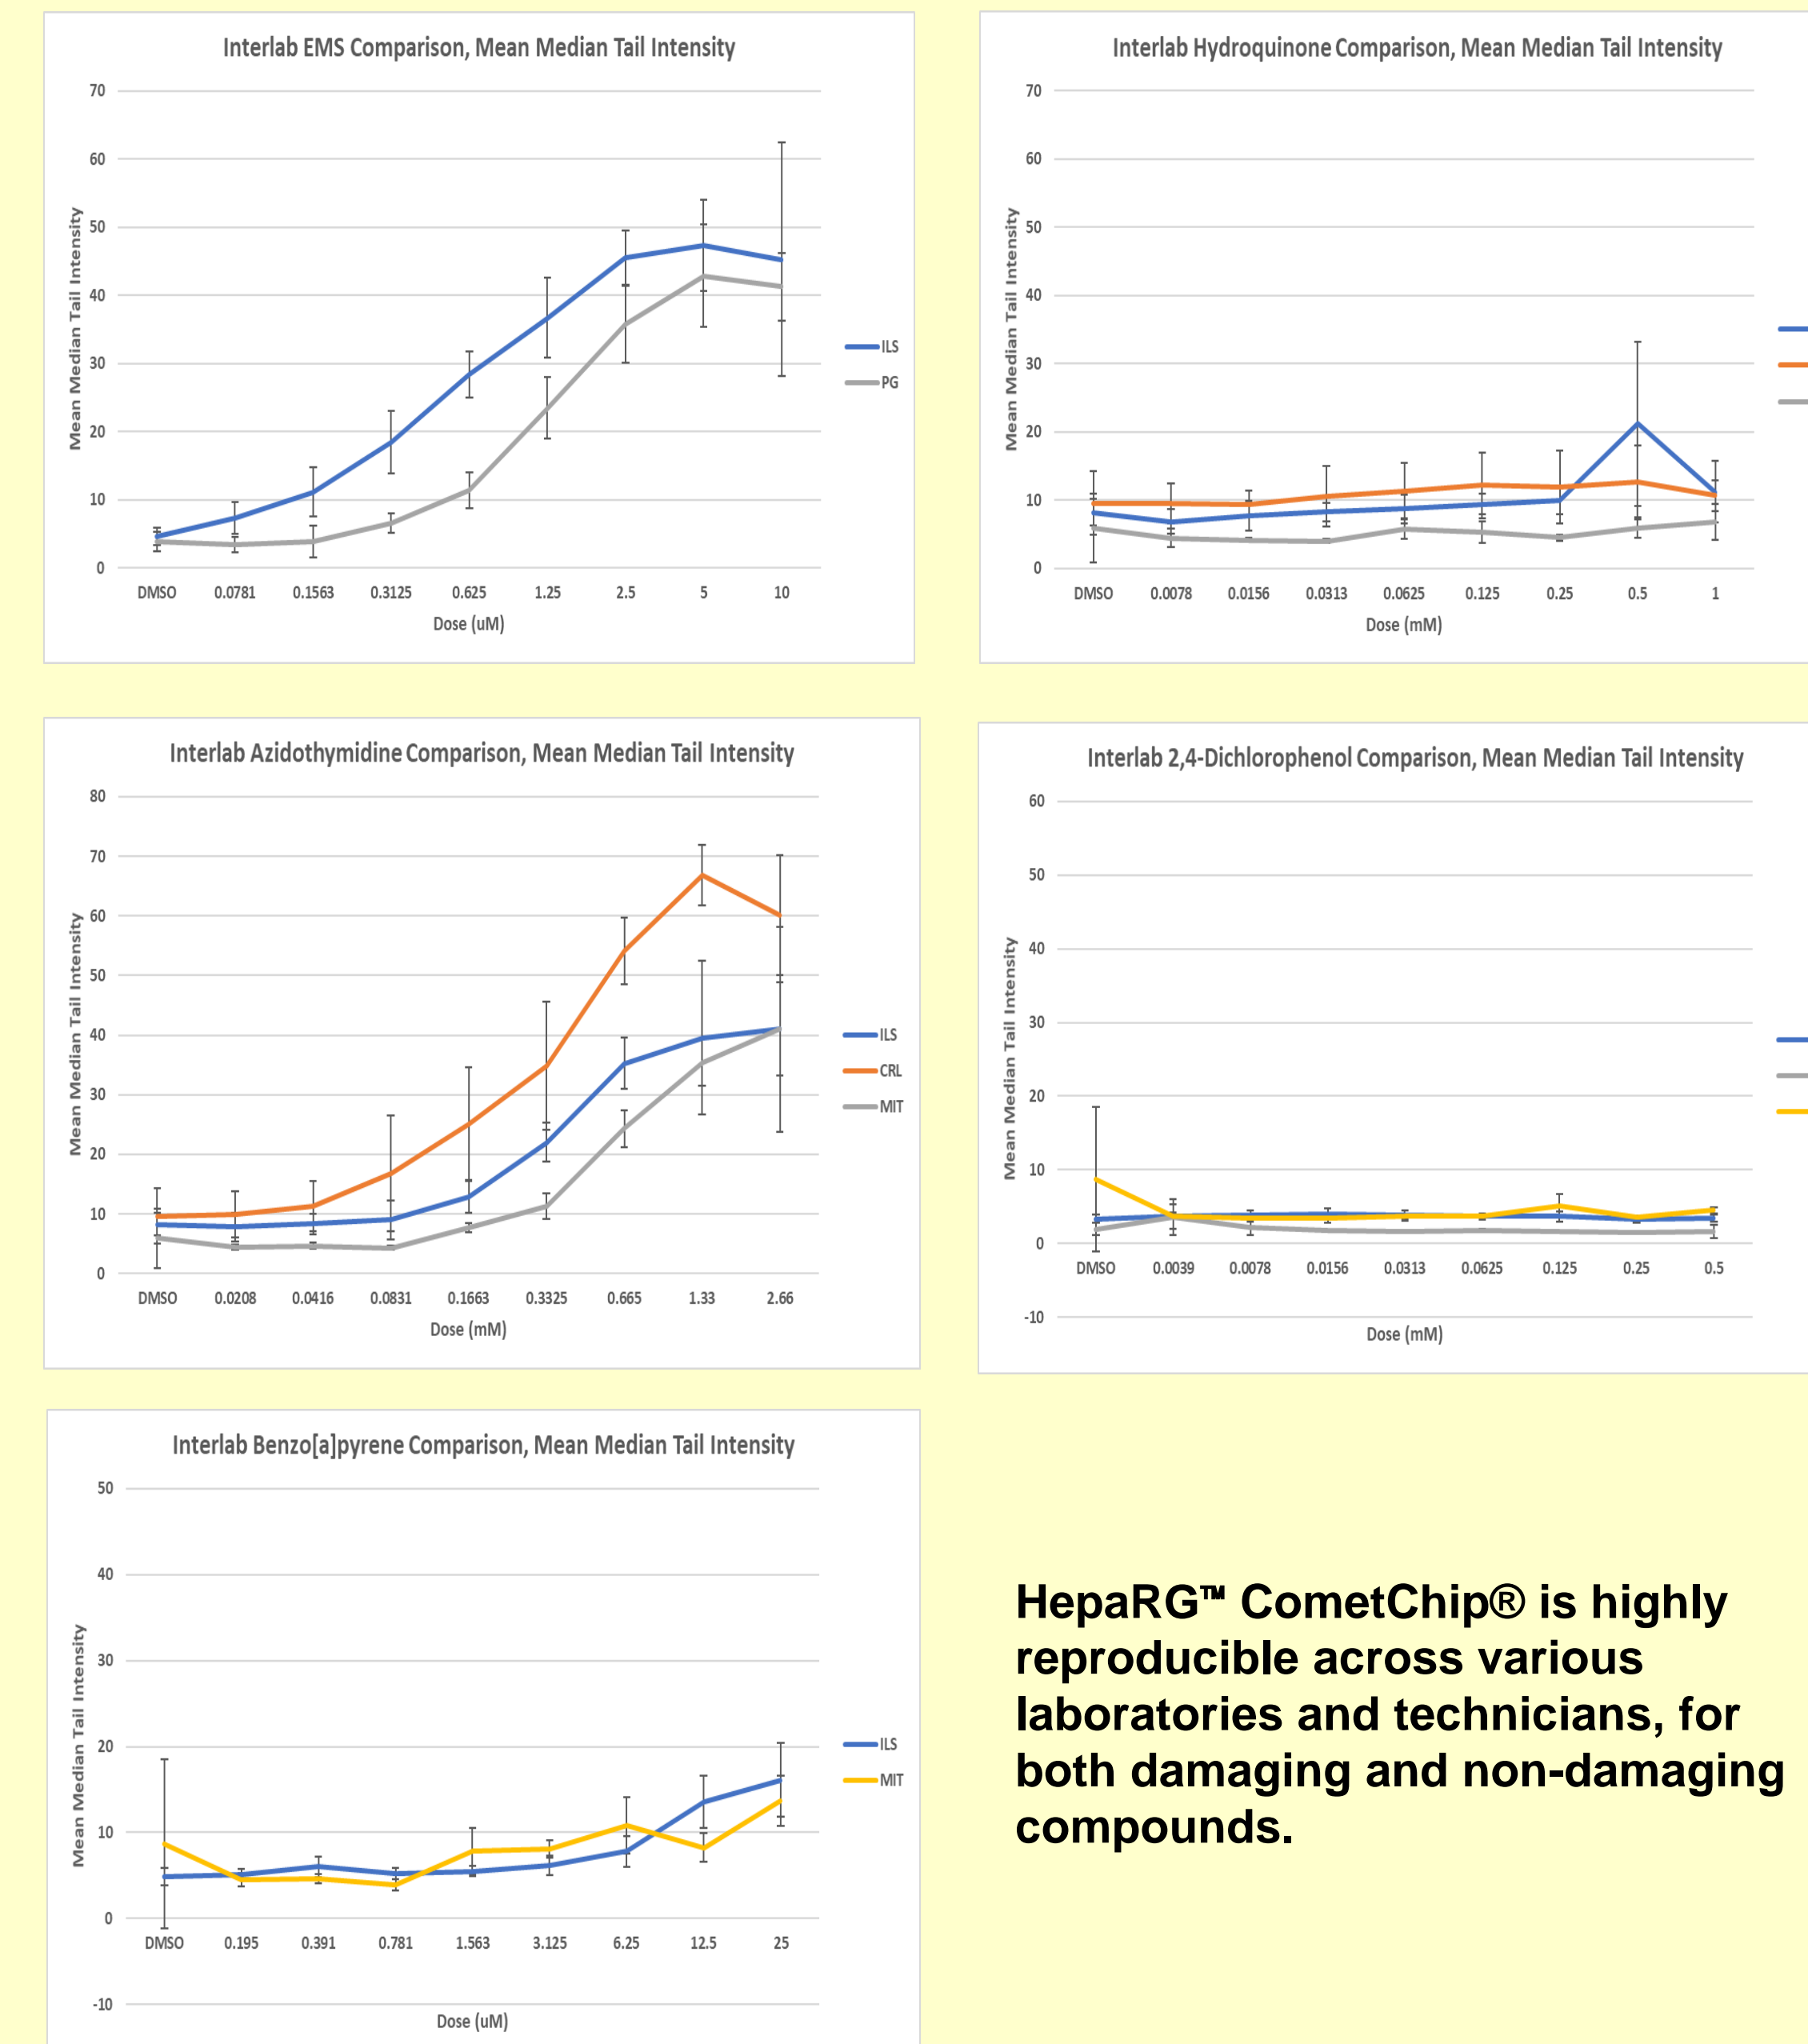 Interlab EMS Comparison, Mean Median Tail Intensity
Mean Median Tail Intensity
70
60
50
40
30
20
10
0
DMSO 0.0781 0.1563 0.3125 0.625 1.25 2.5 5 10
Dose (uM)
ILS
PG
Interlab Hydroquinone Comparison, Mean Median Tail Intensity
Mean Median Tail Intensity
70
60
50
40
30
20
10
0
DMSO 0.0078 0.0156 0.0313 0.0625 0.125 0.25 0.5 1
Dose (mM)
Interlab Azidothymidine Comparison, Mean Median Tail Intensity
Mean Median Tail Intensity
80
70
60
50
40
30
20
10
0
DMSO 0.0208 0.0416 0.0831 0.1663 0.3325 0.665 1.33 2.66
Dose (mM)
ILS
CRL
MIT
Interlab 2,4-Dichlorophenol Comparison, Mean Median Tail Intensity
Mean Median Tail Intensity
60
50
40
30
20
10
0
-10
DMSO 0.0039 0.0078 0.0156 0.0313 0.0625 0.125 0.25 0.5
Dose (mM)
Interlab Benzo[a]pyrene Comparison, Mean Median Tail Intensity
Mean Median Tail Intensity
50
40
30
20
10
0
-10
DMSO 0.195 0.391 0.781 1.563 3.125 6.25 12.5 25
Dose (uM)
ILS
MIT
HepaRG™ CometChip® is highly
reproducible across various
laboratories and technicians, for
both damaging and non-damaging
compounds.